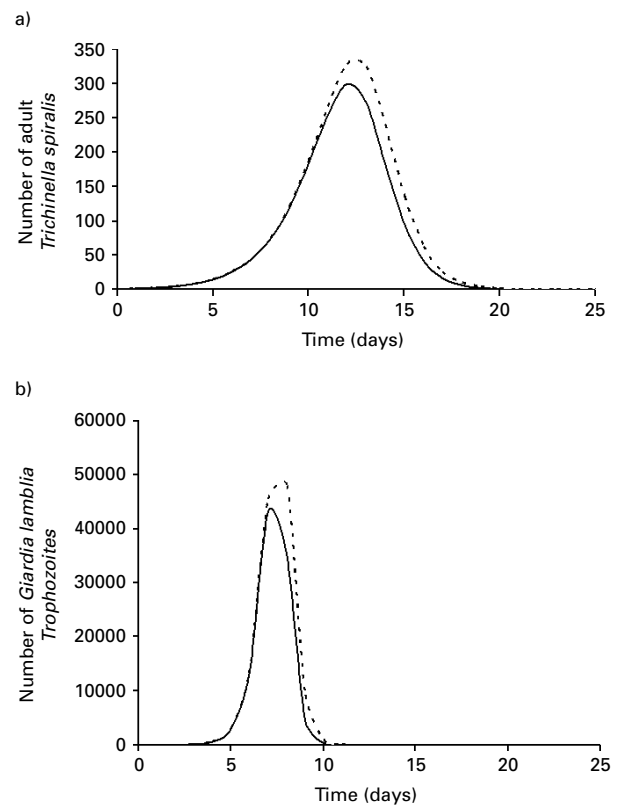 a)
Number of adult
Trichinella spiralis
350
300
250
200
150
100
50
0
0 5 10 15 20 25
Time (days)
b)
Number of Giardia lamblia
Trophozoites
60000
50000
40000
30000
20000
10000
0
0 5 10 15 20 25
Time (days)